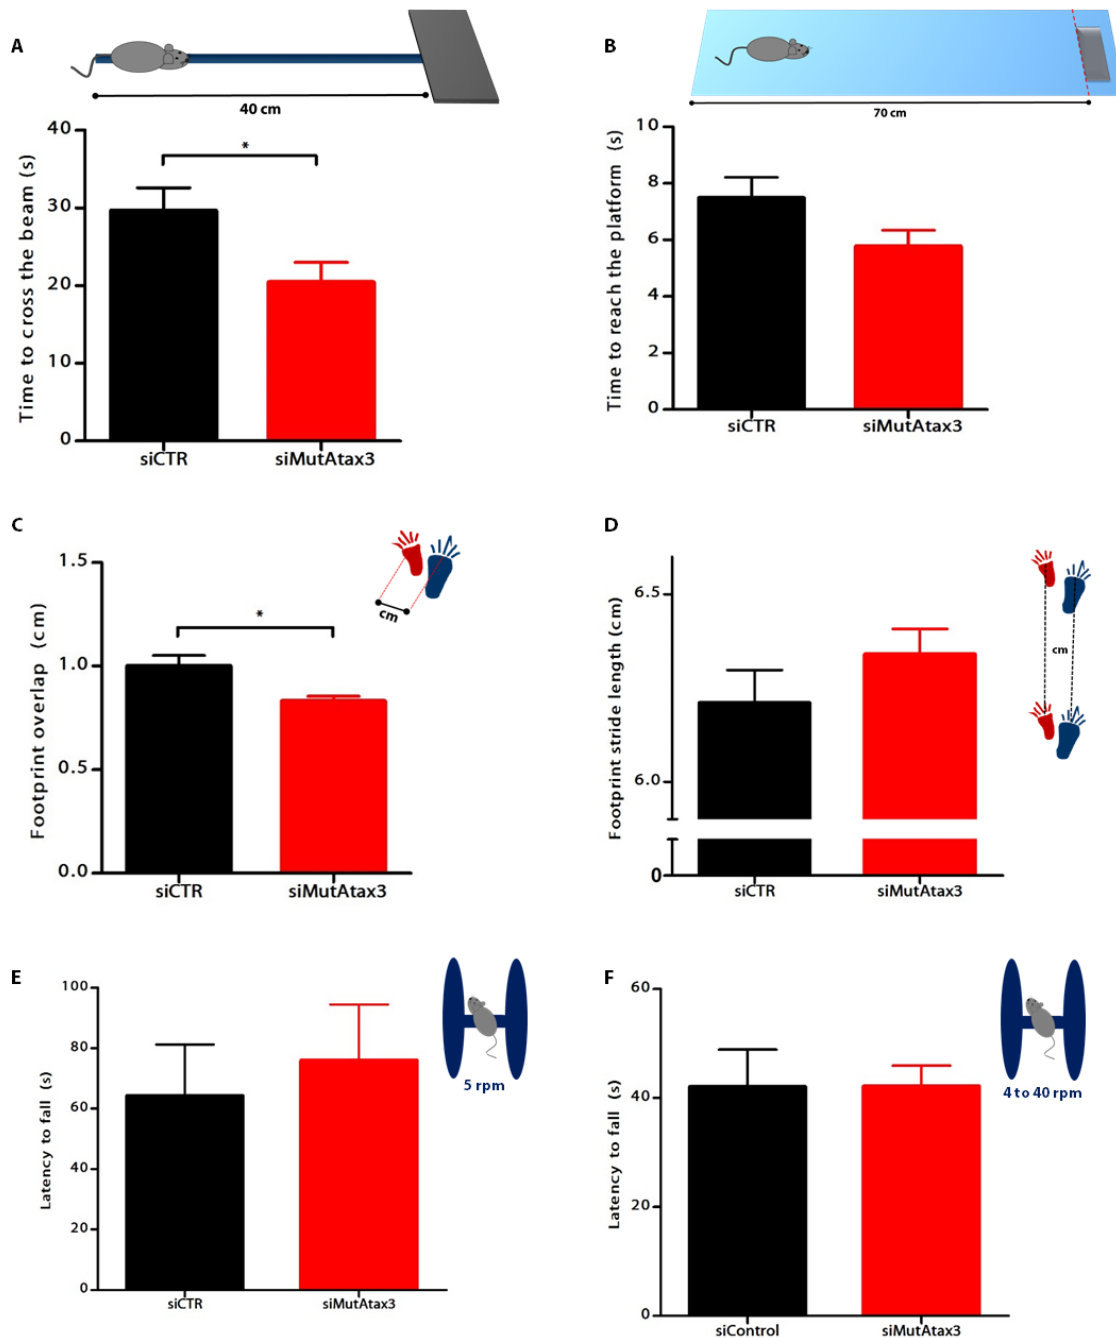 A
40 cm
Time to cross the beam (s)
40
30
20
10
0
*
siCTR
siMutAtax3
B
70 cm
Time to reach the platform (s)
10
8
6
4
2
0
siCTR
siMutAtax3
C
cm
Footprint overlap (cm)
1.5
1.0
0.5
0.0
*
siCTR
siMutAtax3
D
cm
Footprint stride length (cm)
6.5
6.0
0
siCTR
siMutAtax3
E
5 rpm
Latency to fall (s)
100
80
60
40
20
0
siCTR
siMutAtax3
F
4 to 40 rpm
Latency to fall (s)
60
40
20
0
siControl
siMutAtax3